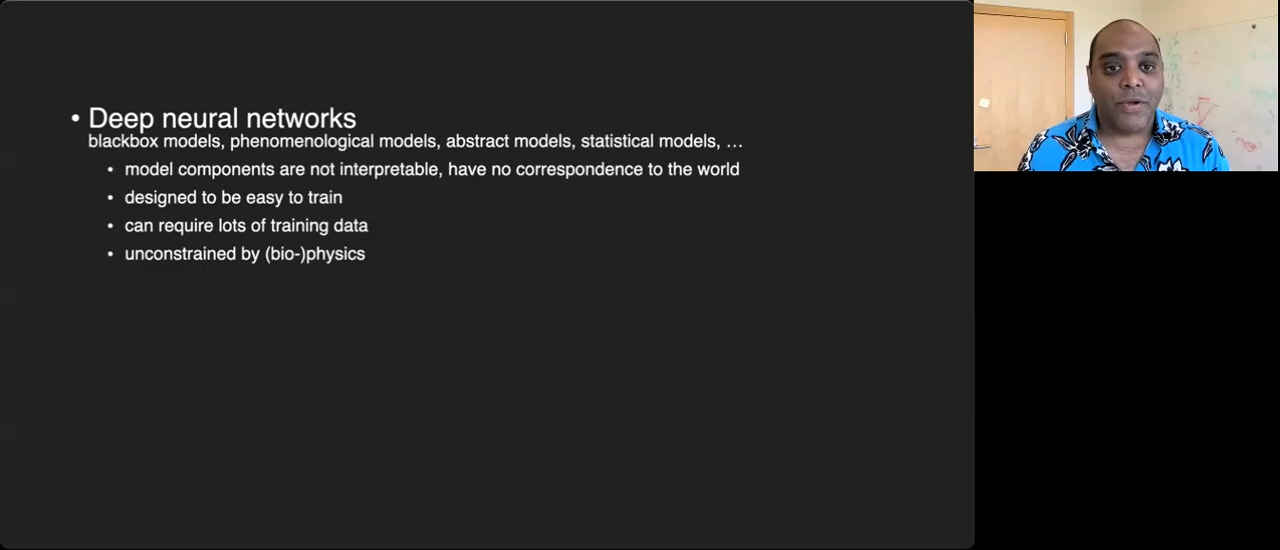 • Deep neural networks
blackbox models, phenomenological models, abstract models, statistical models, …
• model components are not interpretable, have no correspondence to the world
• designed to be easy to train
• can require lots of training data
• unconstrained by (bio-)physics